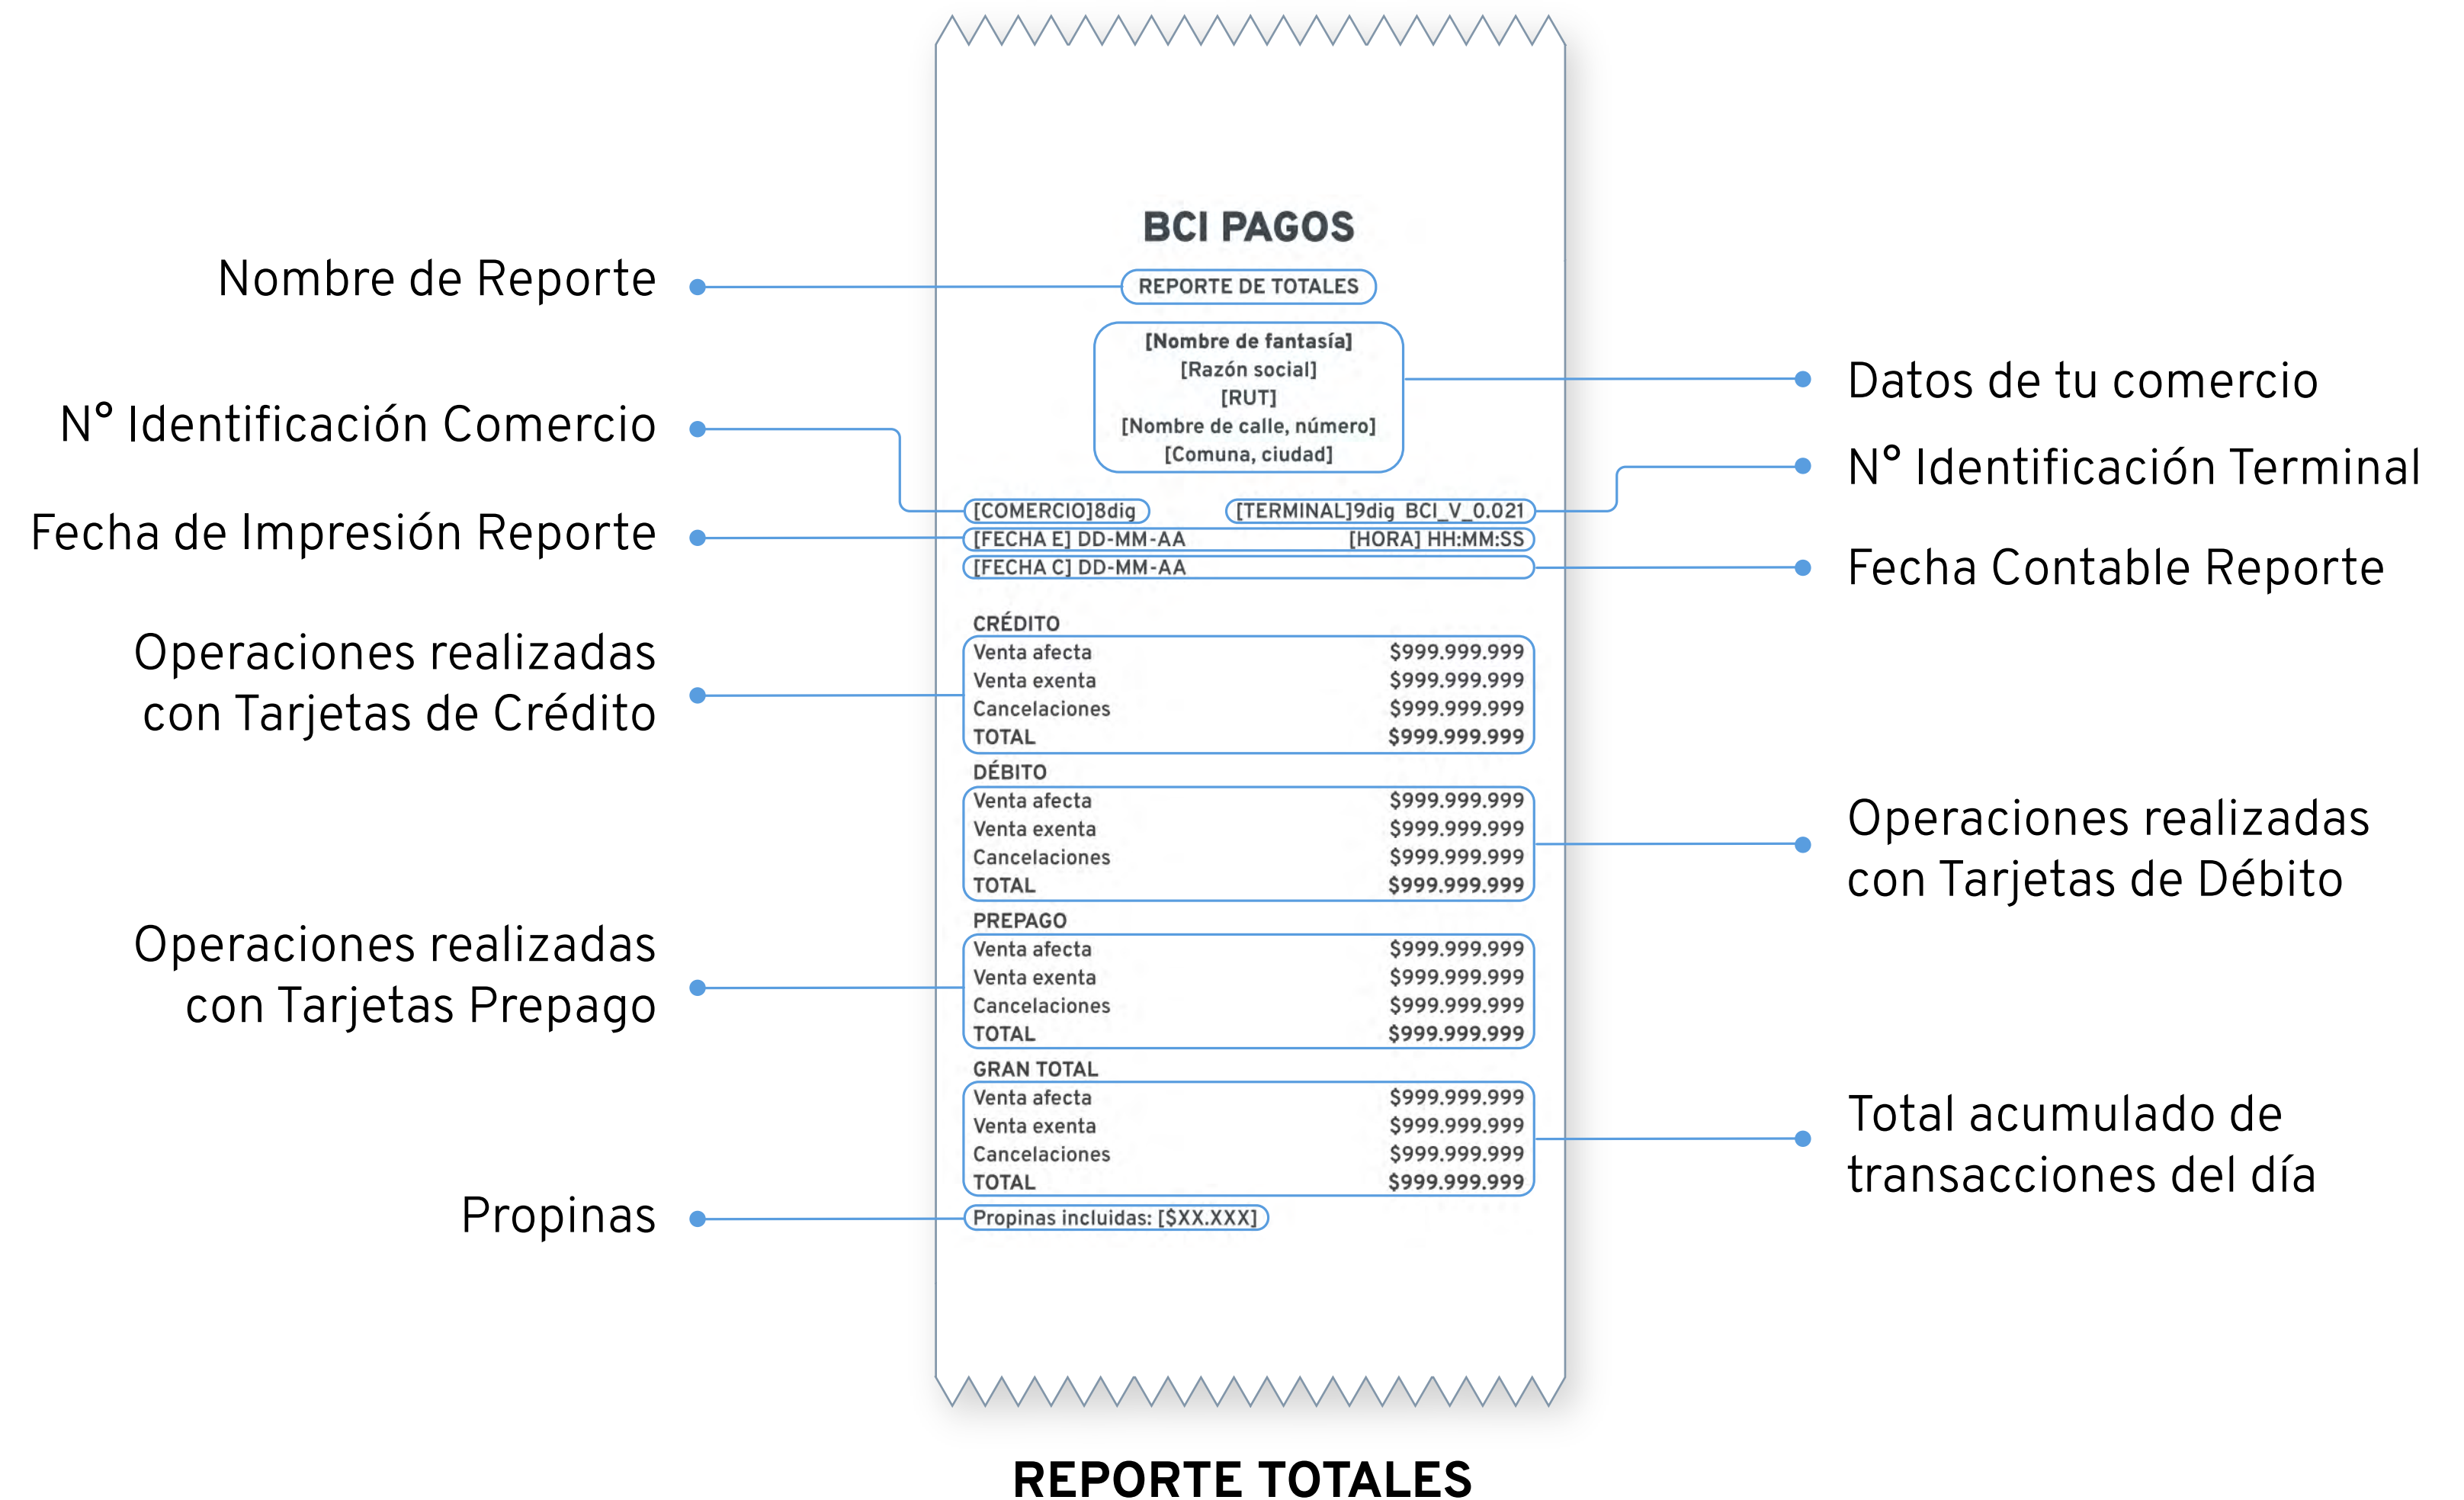 BCI PAGOS
Nombre de Reporte
REPORTE DE TOTALES
[Nombre de fantasía]
[Razón social]
[RUT]
[Nombre de calle, número]
[Comuna, ciudad]
Datos de tu comercio
N° Identificación Comercio
N° Identificación Terminal
[COMERCIO]8dig [TERMINAL]9dig BCI_V_0.021
Fecha de Impresión Reporte
[FECHA E] DD-MM-AA [HORA] HH:MM:SS
[FECHA C] DD-MM-AA
Fecha Contable Reporte
Operaciones realizadas
con Tarjetas de Crédito
CRÉDITO
Venta afecta $999.999.999
Venta exenta $999.999.999
Cancelaciones $999.999.999
TOTAL $999.999.999
DÉBITO
Venta afecta $999.999.999
Venta exenta $999.999.999
Cancelaciones $999.999.999
TOTAL $999.999.999
Operaciones realizadas
con Tarjetas de Débito
Operaciones realizadas
con Tarjetas Prepago
PREPAGO
Venta afecta $999.999.999
Venta exenta $999.999.999
Cancelaciones $999.999.999
TOTAL $999.999.999
GRAN TOTAL
Venta afecta $999.999.999
Venta exenta $999.999.999
Cancelaciones $999.999.999
TOTAL $999.999.999
Total acumulado de
transacciones del día
Propinas
Propinas incluidas: [$XX.XXX]
REPORTE TOTALES